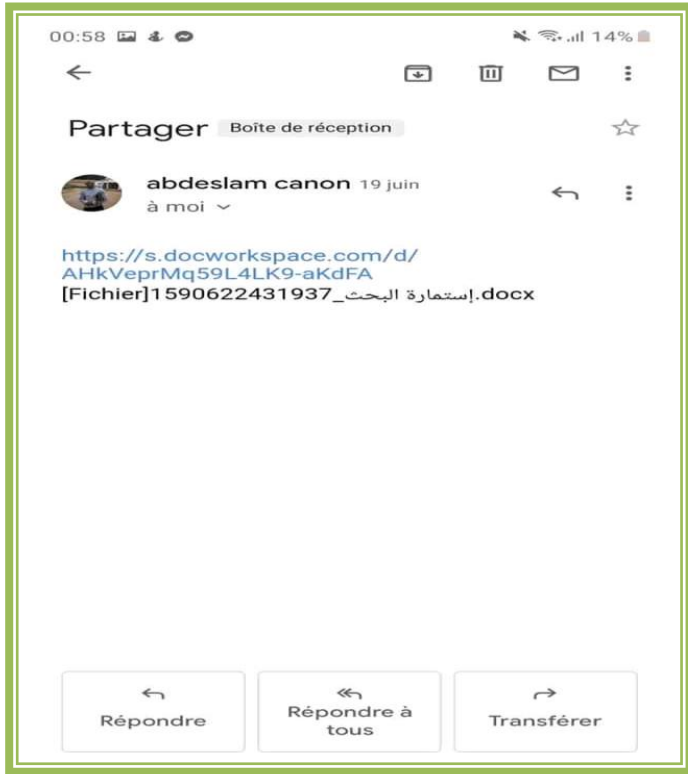 00:58 14%
Partager Boîte de réception
abdeslam canon 19 juin
à moi
https://s.docworkspace.com/d/
AHkVeprMq59L4LK9-aKdFA
[Fichier]1590622431937_إستمارة البحث.docx
Répondre
Répondre à
tous
Transférer